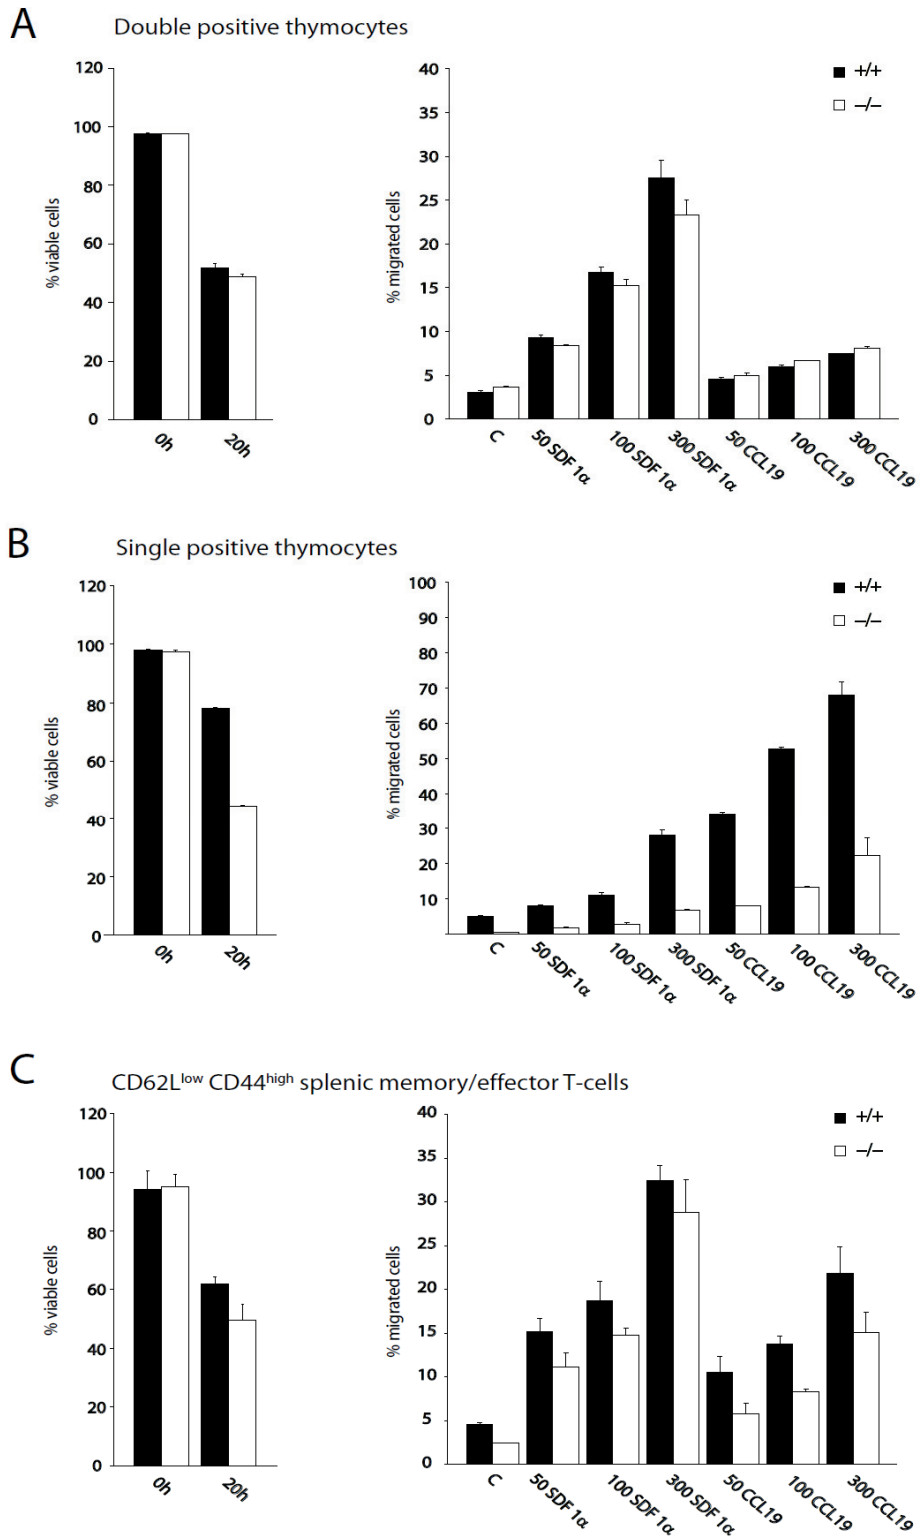 A
Double positive thymocytes
120
100
80
60
40
20
0
% viable cells
0h
20h
40
35
30
25
20
15
10
5
0
% migrated cells
+/+
–/–
C
50 SDF 1α
100 SDF 1α
300 SDF 1α
50 CCL19
100 CCL19
300 CCL19
B
Single positive thymocytes
120
100
80
60
40
20
0
% viable cells
0h
20h
100
90
80
70
60
50
40
30
20
10
% migrated cells
+/+
–/–
C
50 SDF 1α
100 SDF 1α
300 SDF 1α
50 CCL19
100 CCL19
300 CCL19
C
CD62Llow CD44high splenic memory/effector T-cells
120
100
80
60
40
20
0
% viable cells
0h
20h
40
35
30
25
20
15
10
5
0
% migrated cells
+/+
–/–
C
50 SDF 1α
100 SDF 1α
300 SDF 1α
50 CCL19
100 CCL19
300 CCL19